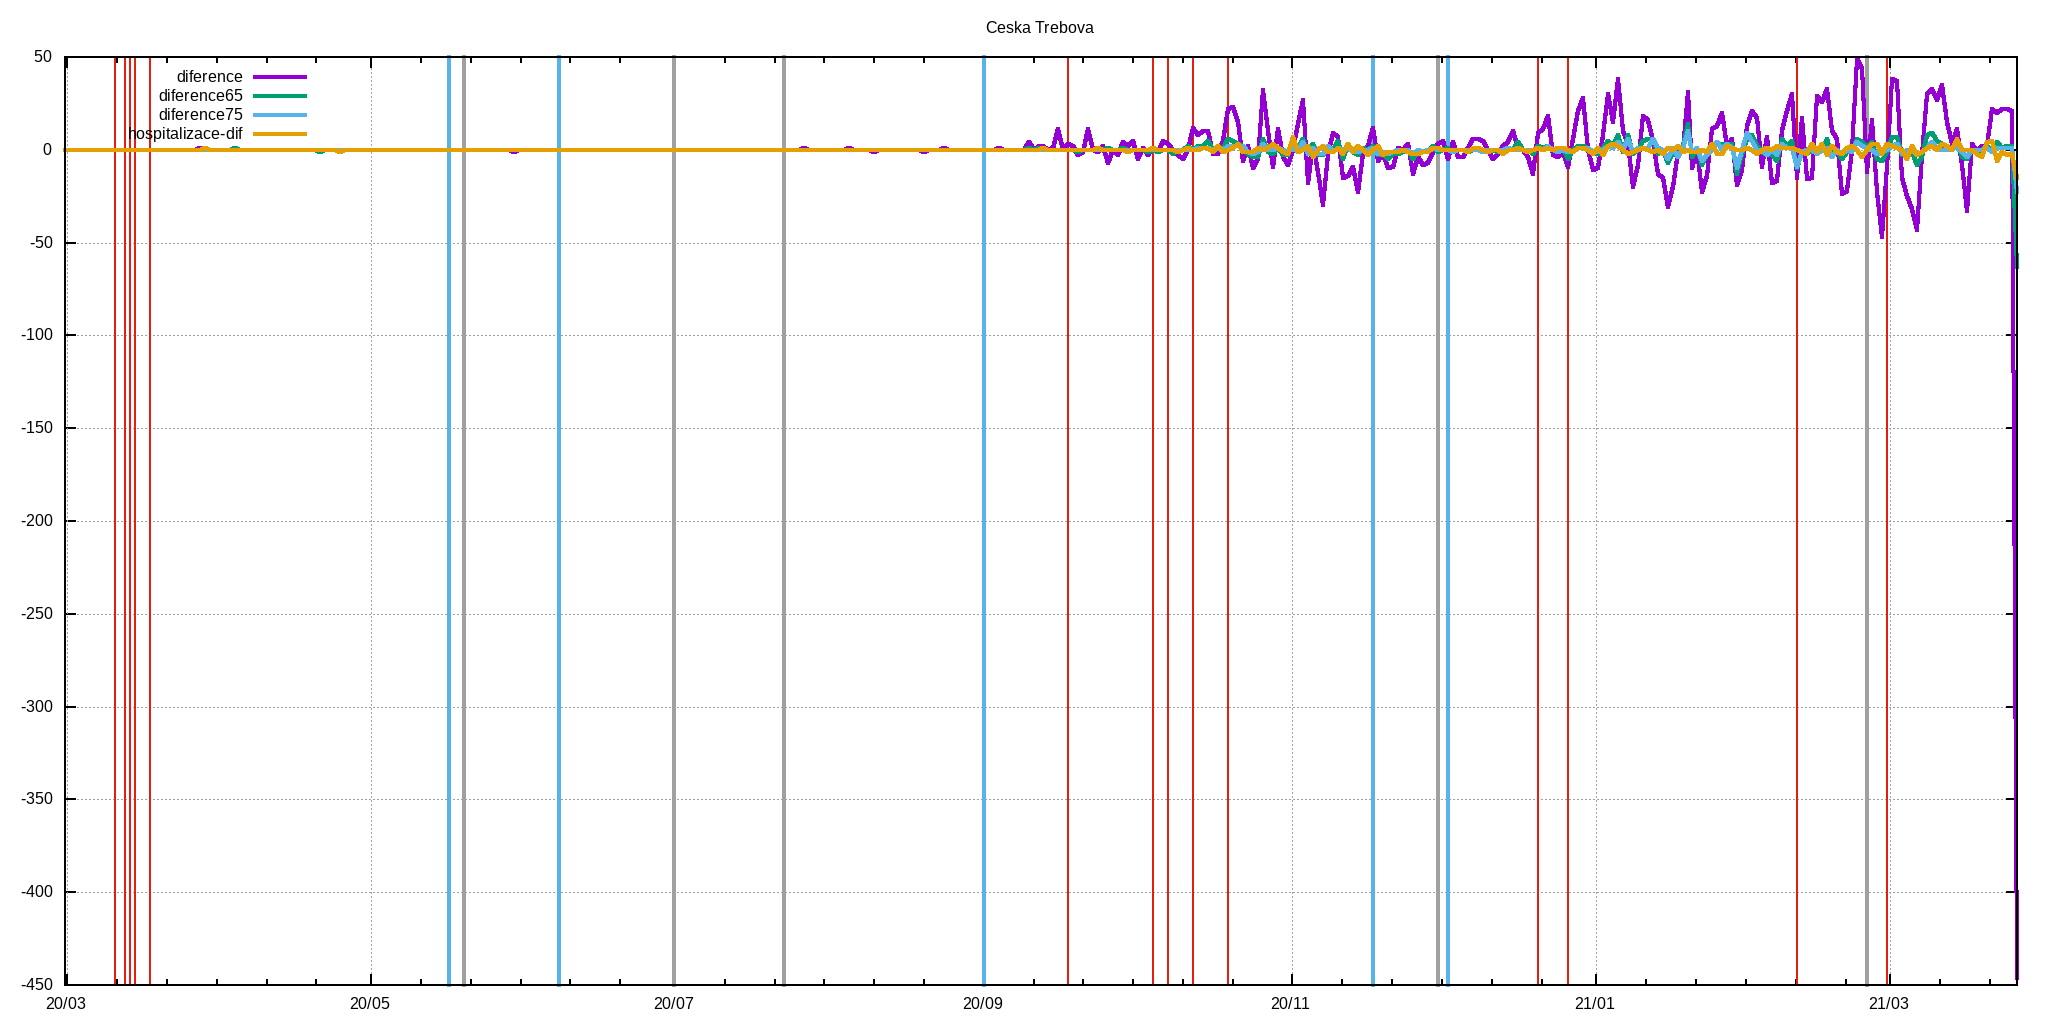 Ceska Trebova
50
diference
diference65
diference75
hospitalizace-dif
0
-50
-100
-150
-200
-250
-300
-350
-400
-450
20/03 20/05 20/07 20/09 20/11 21/01 21/03